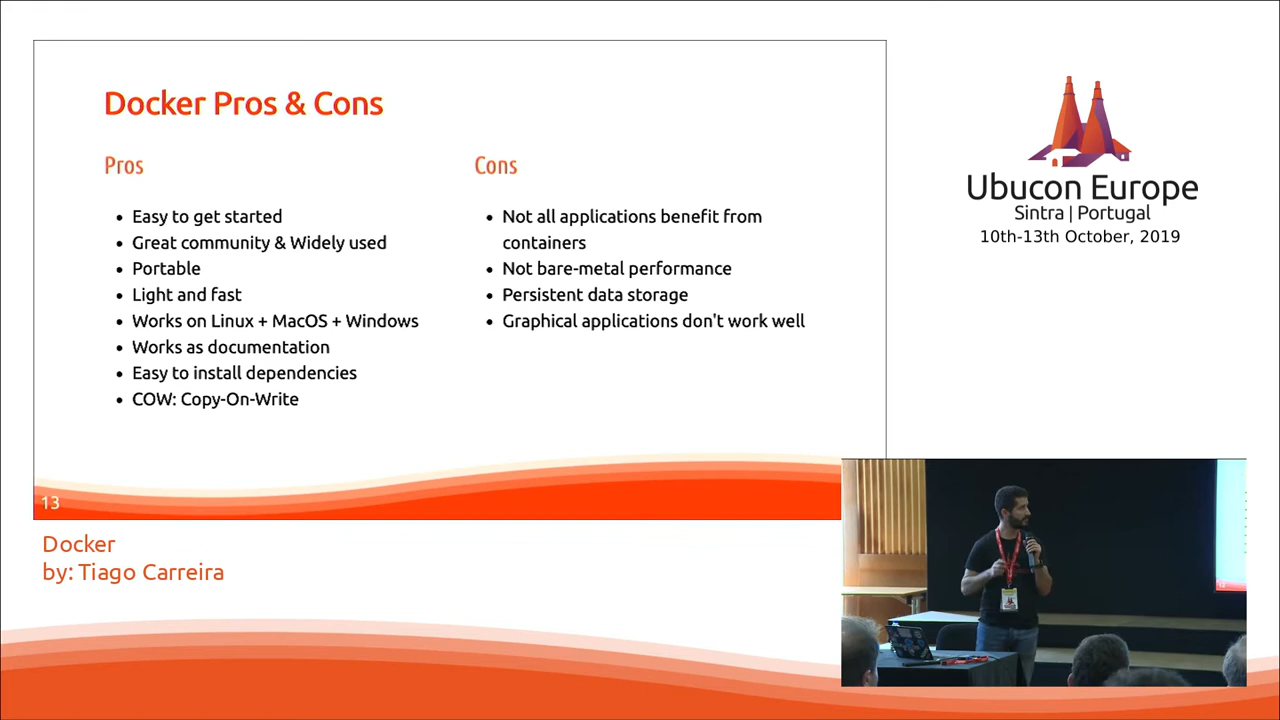 Docker Pros & Cons
Pros
• Easy to get started
• Great community & Widely used
• Portable
• Light and fast
• Works on Linux + MacOS + Windows
• Works as documentation
• Easy to install dependencies
• COW: Copy-On-Write
Cons
• Not all applications benefit from
containers
• Not bare-metal performance
• Persistent data storage
• Graphical applications don't work well
13
Docker
by: Tiago Carreira
Ubucon Europe
Sintra | Portugal
10th-13th October, 2019